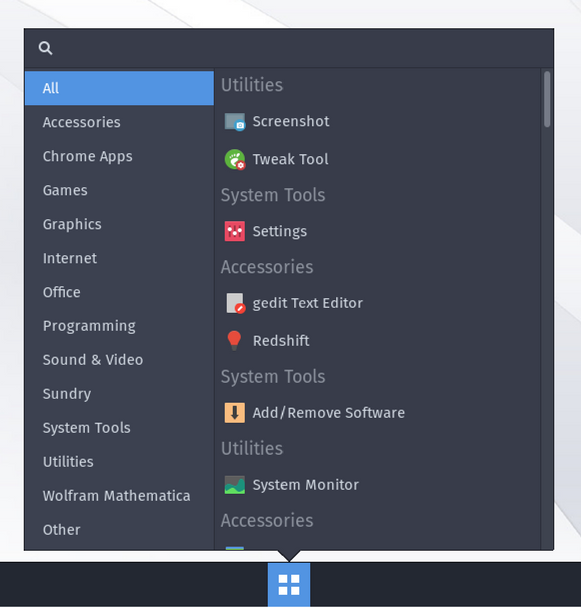 All
Accessories
Chrome Apps
Games
Graphics
Internet
Office
Programming
Sound & Video
Sundry
System Tools
Utilities
Wolfram Mathematica
Other
Utilities
Screenshot
Tweak Tool
System Tools
Settings
Accessories
gedit Text Editor
Redshift
System Tools
Add/Remove Software
Utilities
System Monitor
Accessories